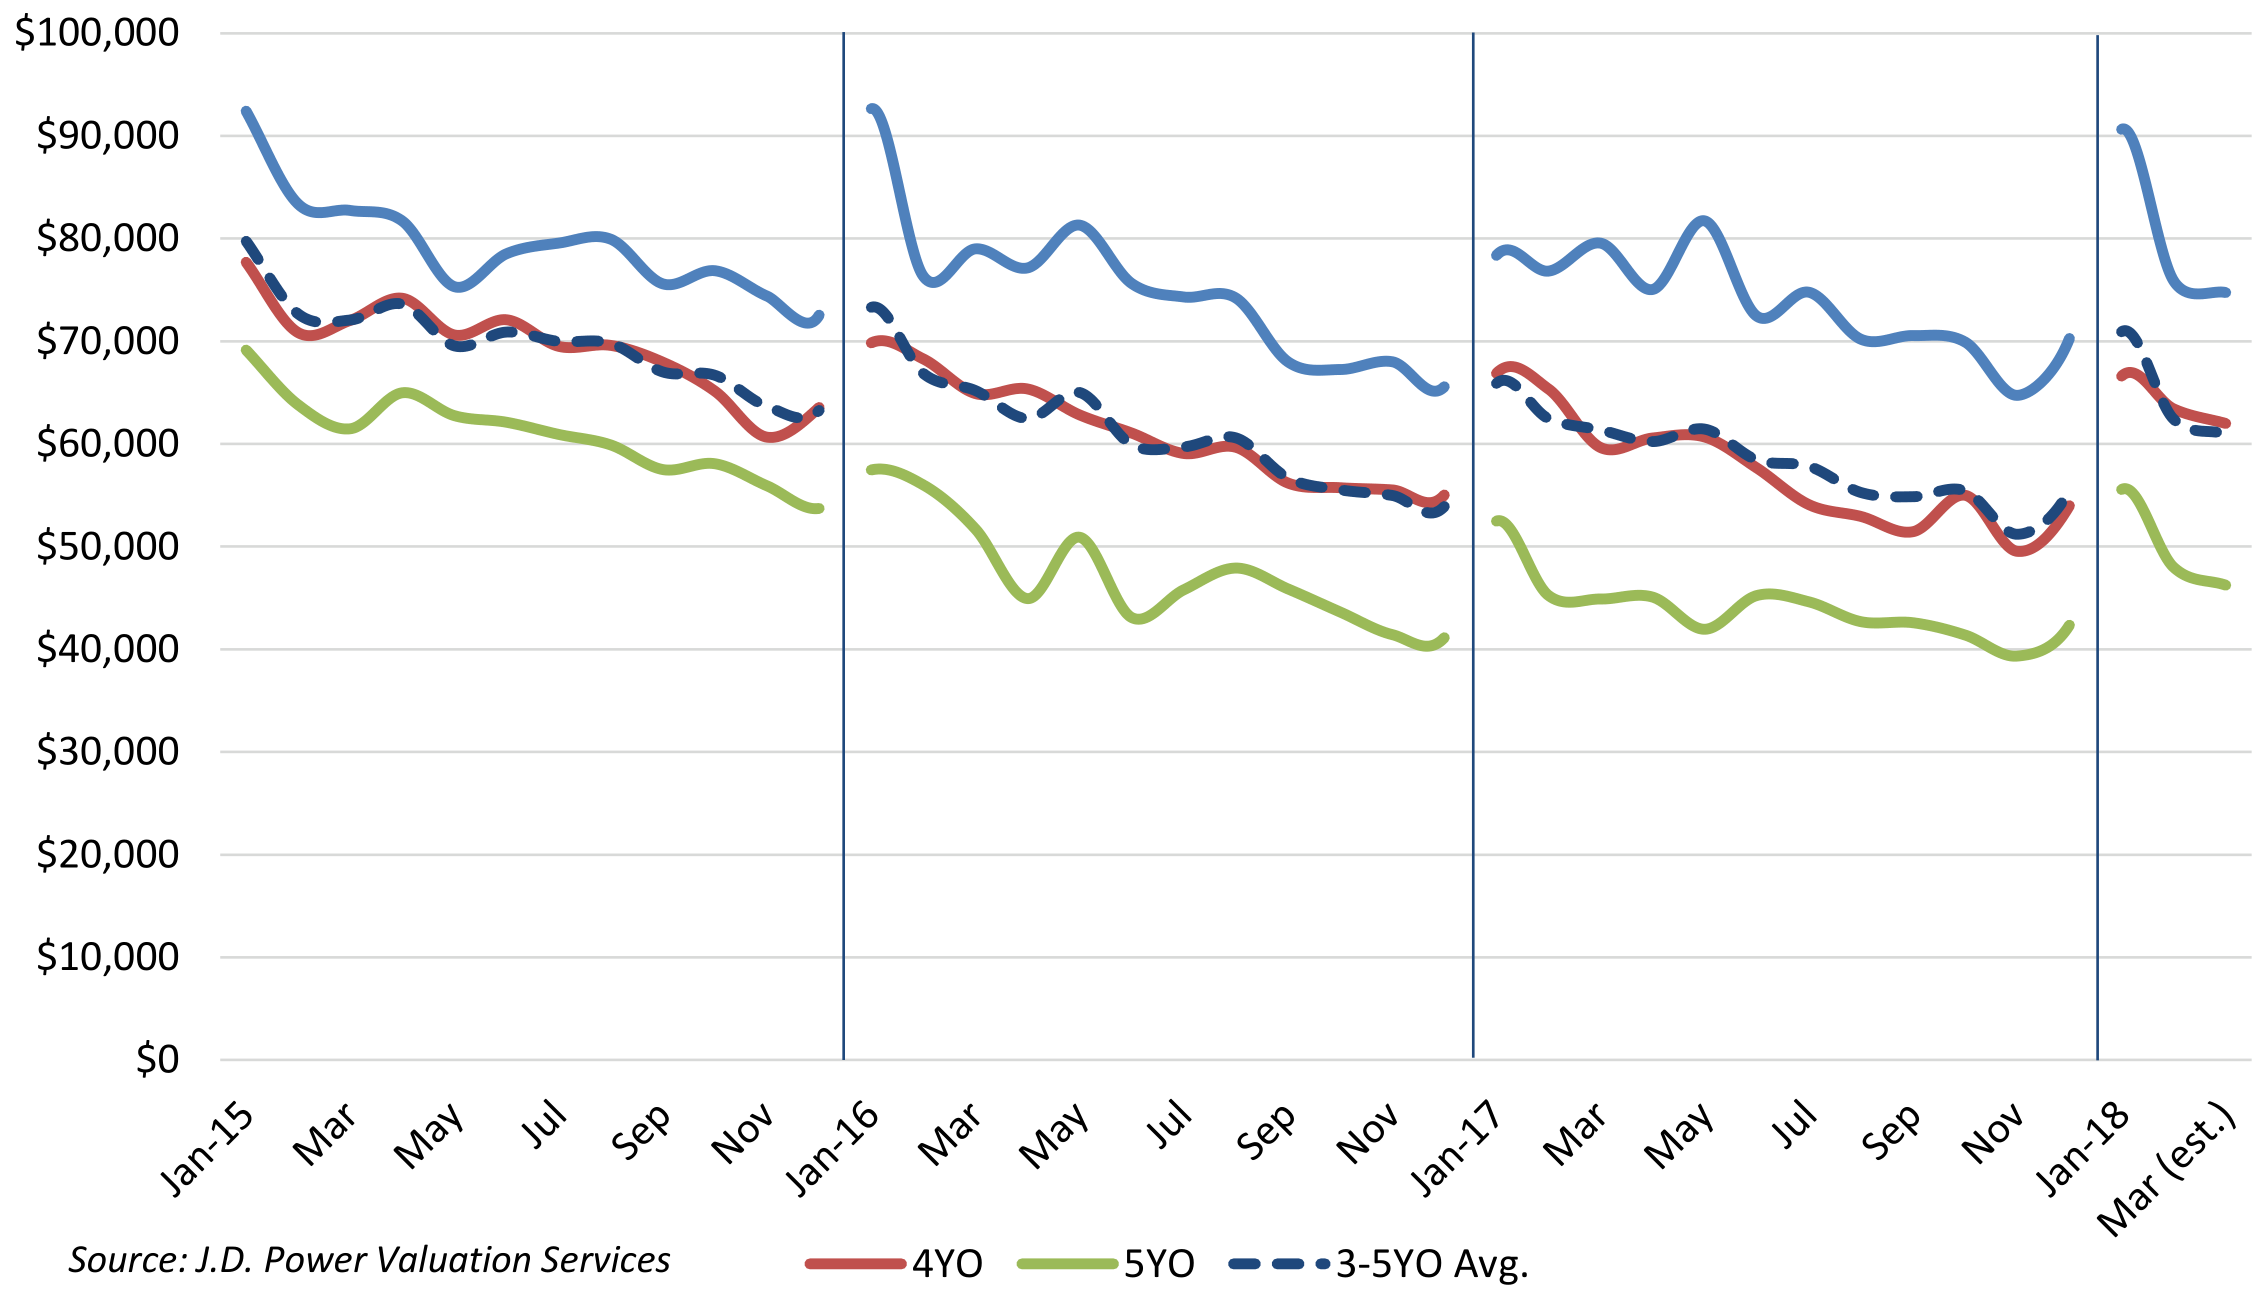 $100,000
$90,000
$80,000
$70,000
$60,000
$50,000
$40,000
$30,000
$20,000
$10,000
$0
Jan-15
Mar
May
Jul
Sep
Nov
Jan-16
Mar
May
Jul
Sep
Nov
Jan-17
Mar
May
Jul
Sep
Nov
Jan-18
Mar (est.)
Source: J.D. Power Valuation Services
4YO
5YO
3-5YO Avg.